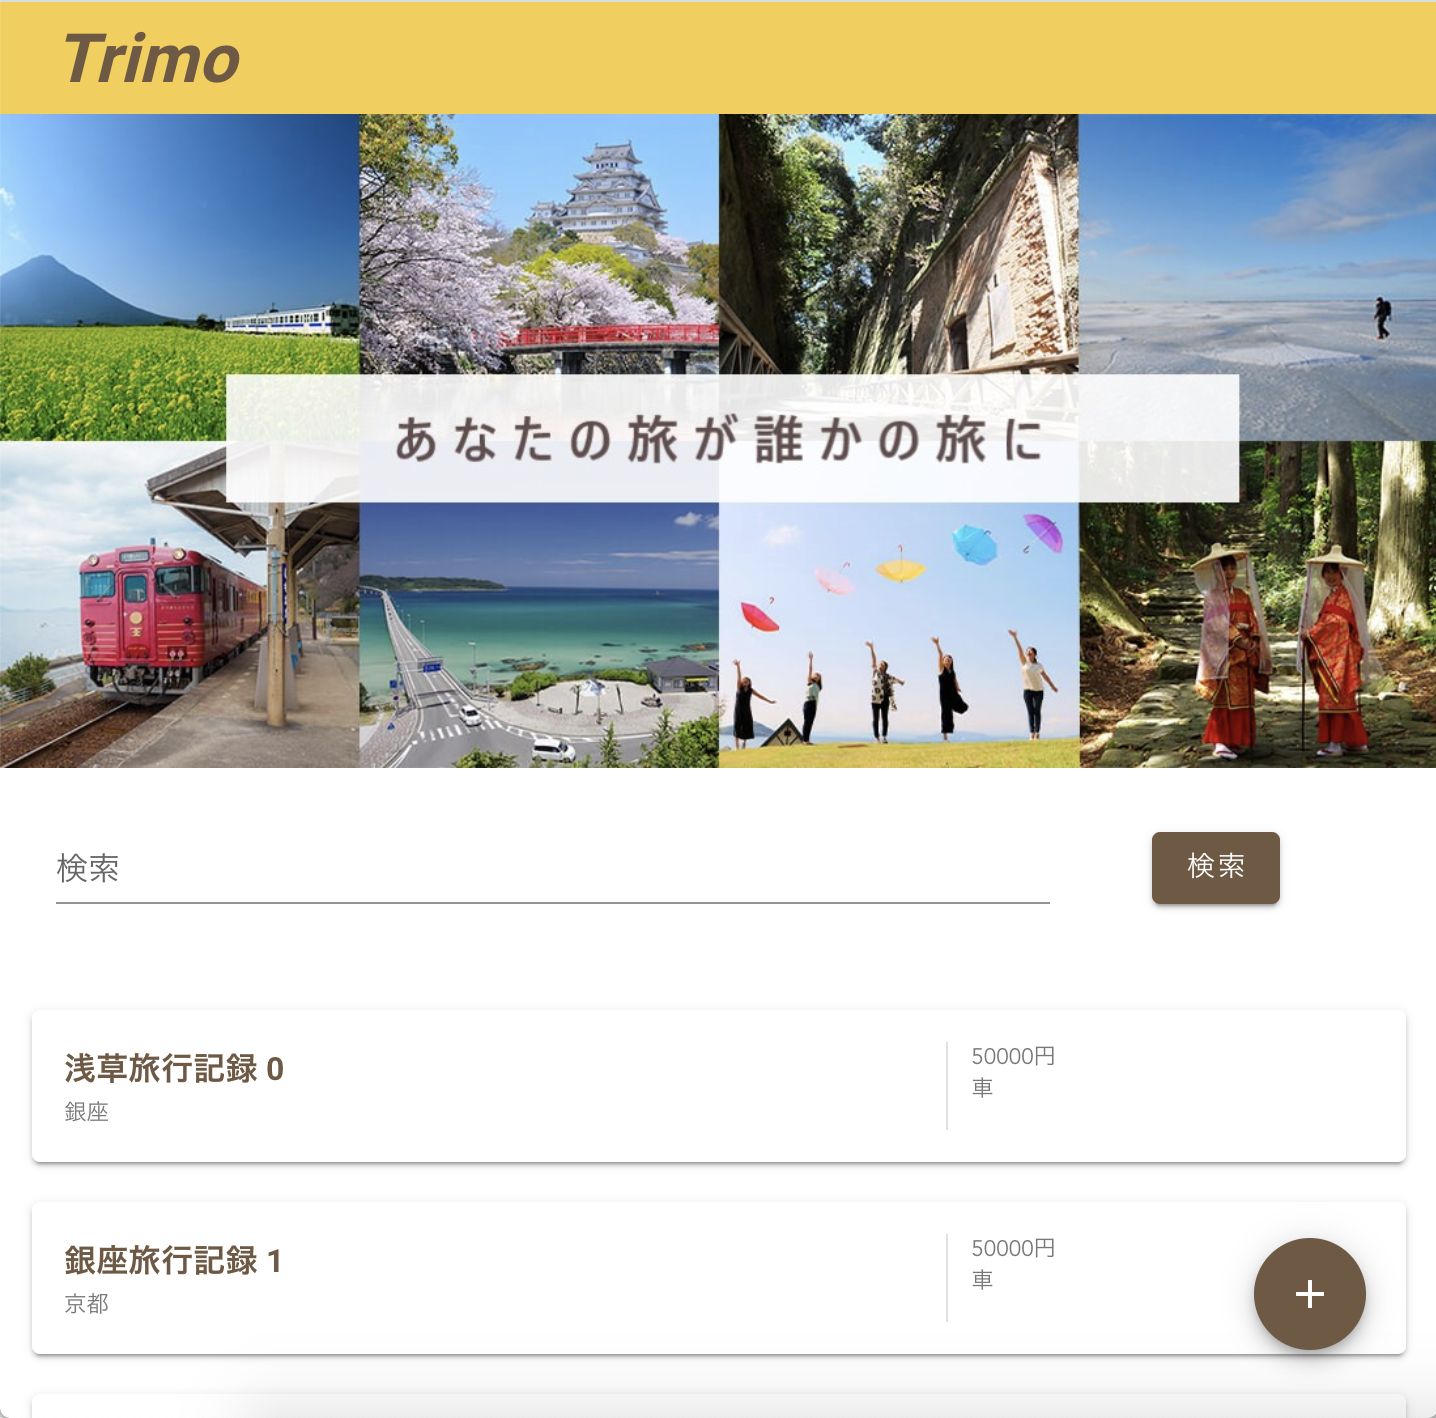 Trimo
あなたの旅が誰かの旅に
検索
検索
浅草旅行記録 0
銀座
50000円
車
銀座旅行記録 1
京都
50000円
車
+